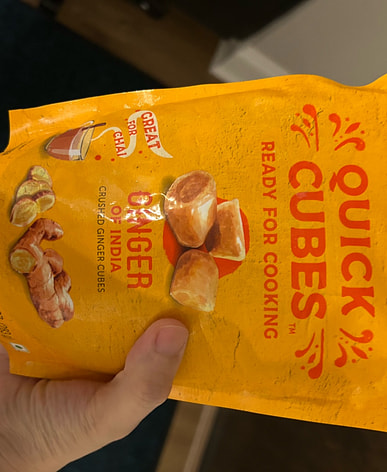 QUICK
CUBES™
READY FOR COOKING
GREAT
FOR
CHAI
GINGER
OF INDIA
CRUSHED GINGER CUBES